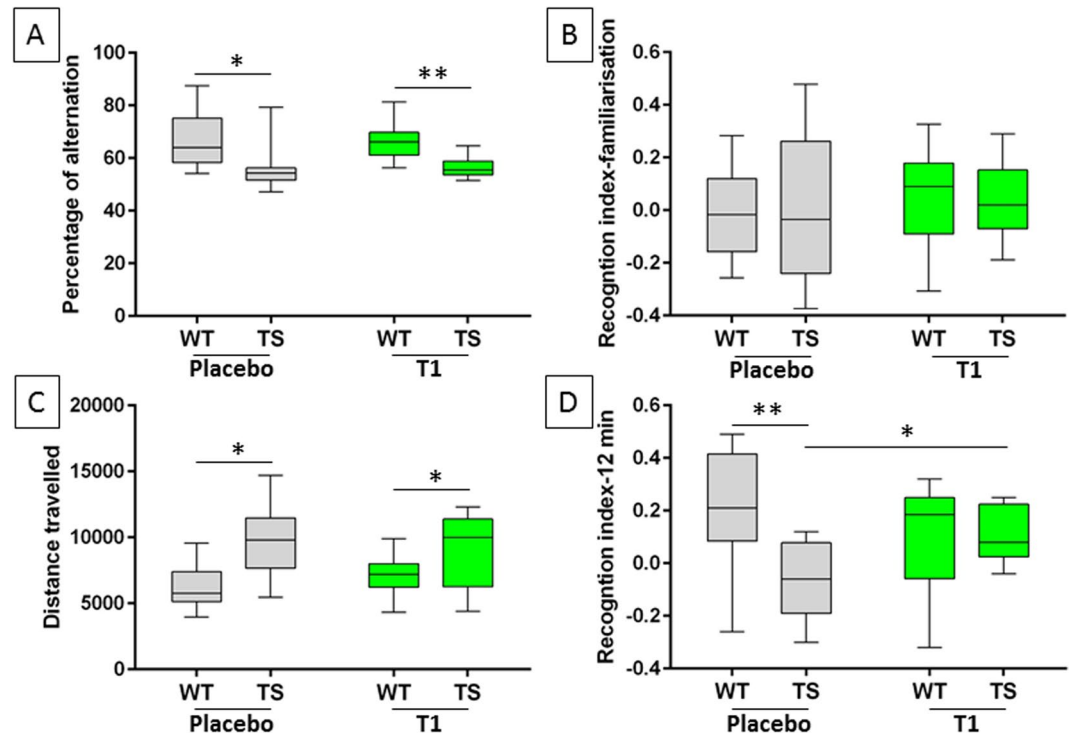 A
Percentage of alternation
100
80
60
40
20
0
*
**
WT TS WT TS
Placebo T1
B
Recogntion index-familiarisation
0.6
0.4
0.2
0.0
-0.2
-0.4
WT TS WT TS
Placebo T1
C
Distance travelled
20000
15000
10000
5000
0
*
*
WT TS WT TS
Placebo T1
D
Recogntion index-12 min
0.6
0.4
0.2
0.0
-0.2
-0.4
**
*
WT TS WT TS
Placebo T1